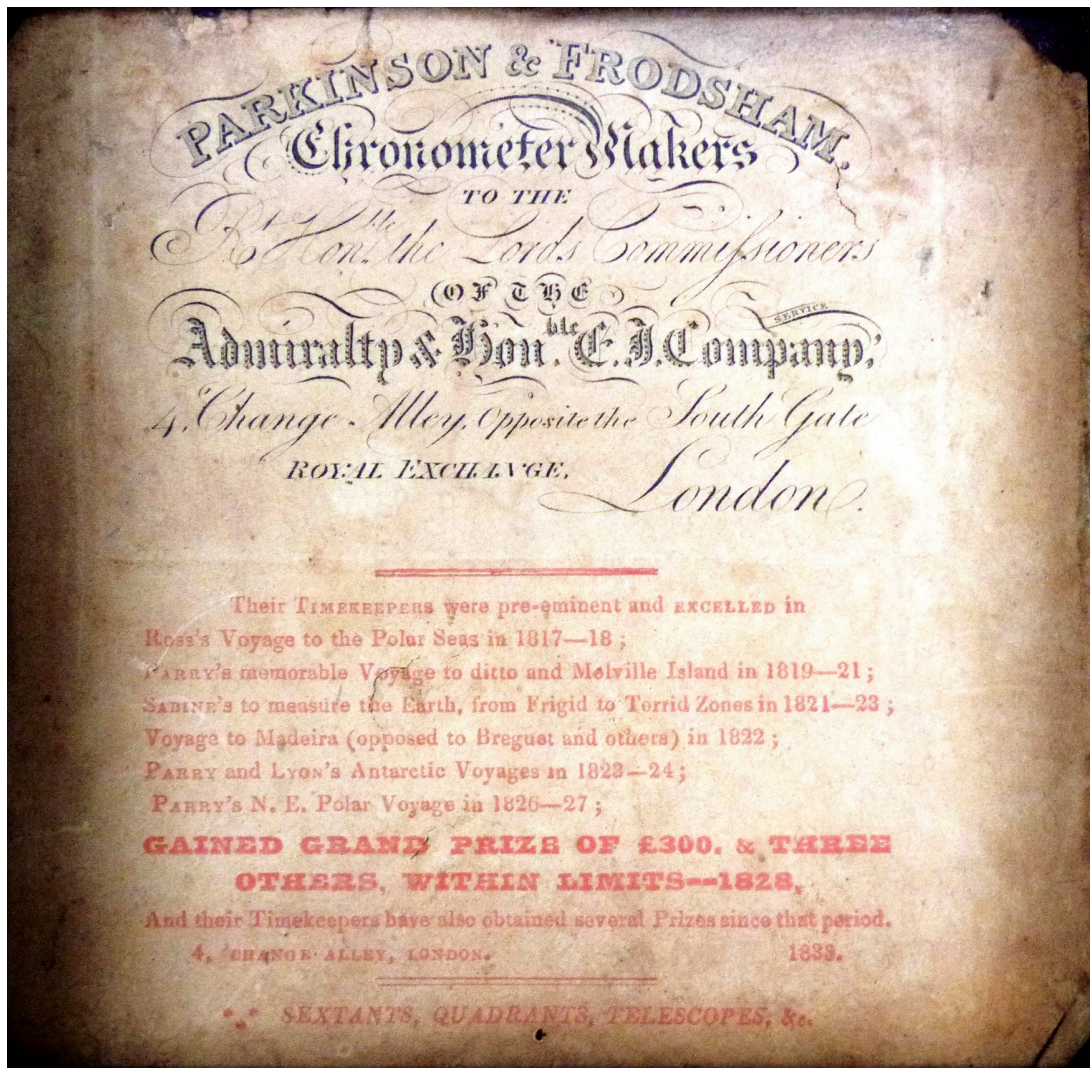 PARKINSON & FRODSHAM,
Chronometer Makers
TO THE
Rt. Honble. the Lords Commissioners
OF THE
SERVICE
Admiralty & Honble. E.I. Company,
4, Change Alley, Opposite the South Gate
ROYAL EXCHANGE,
London.
Their TIMEKEEPERS were pre-eminent and EXCELLED in
Ross's Voyage to the Polar Seas in 1817—18;
PARRY'S memorable Voyage to ditto and Melville Island in 1819—21;
SABINE'S to measure the Earth, from Frigid to Torrid Zones in 1821—23;
Voyage to Madeira (opposed to Breguet and others) in 1822;
PARRY and LYON'S Antarctic Voyages in 1823—24;
PARRY'S N. E. Polar Voyage in 1826—27;
GAINED GRAND PRIZE OF £300, & THREE
OTHERS, WITHIN LIMITS--1828,
And their Timekeepers have also obtained several Prizes since that period.
4, 'CHANGE ALLEY, LONDON. 1833.
SEXTANTS, QUADRANTS, TELESCOPES, &c.